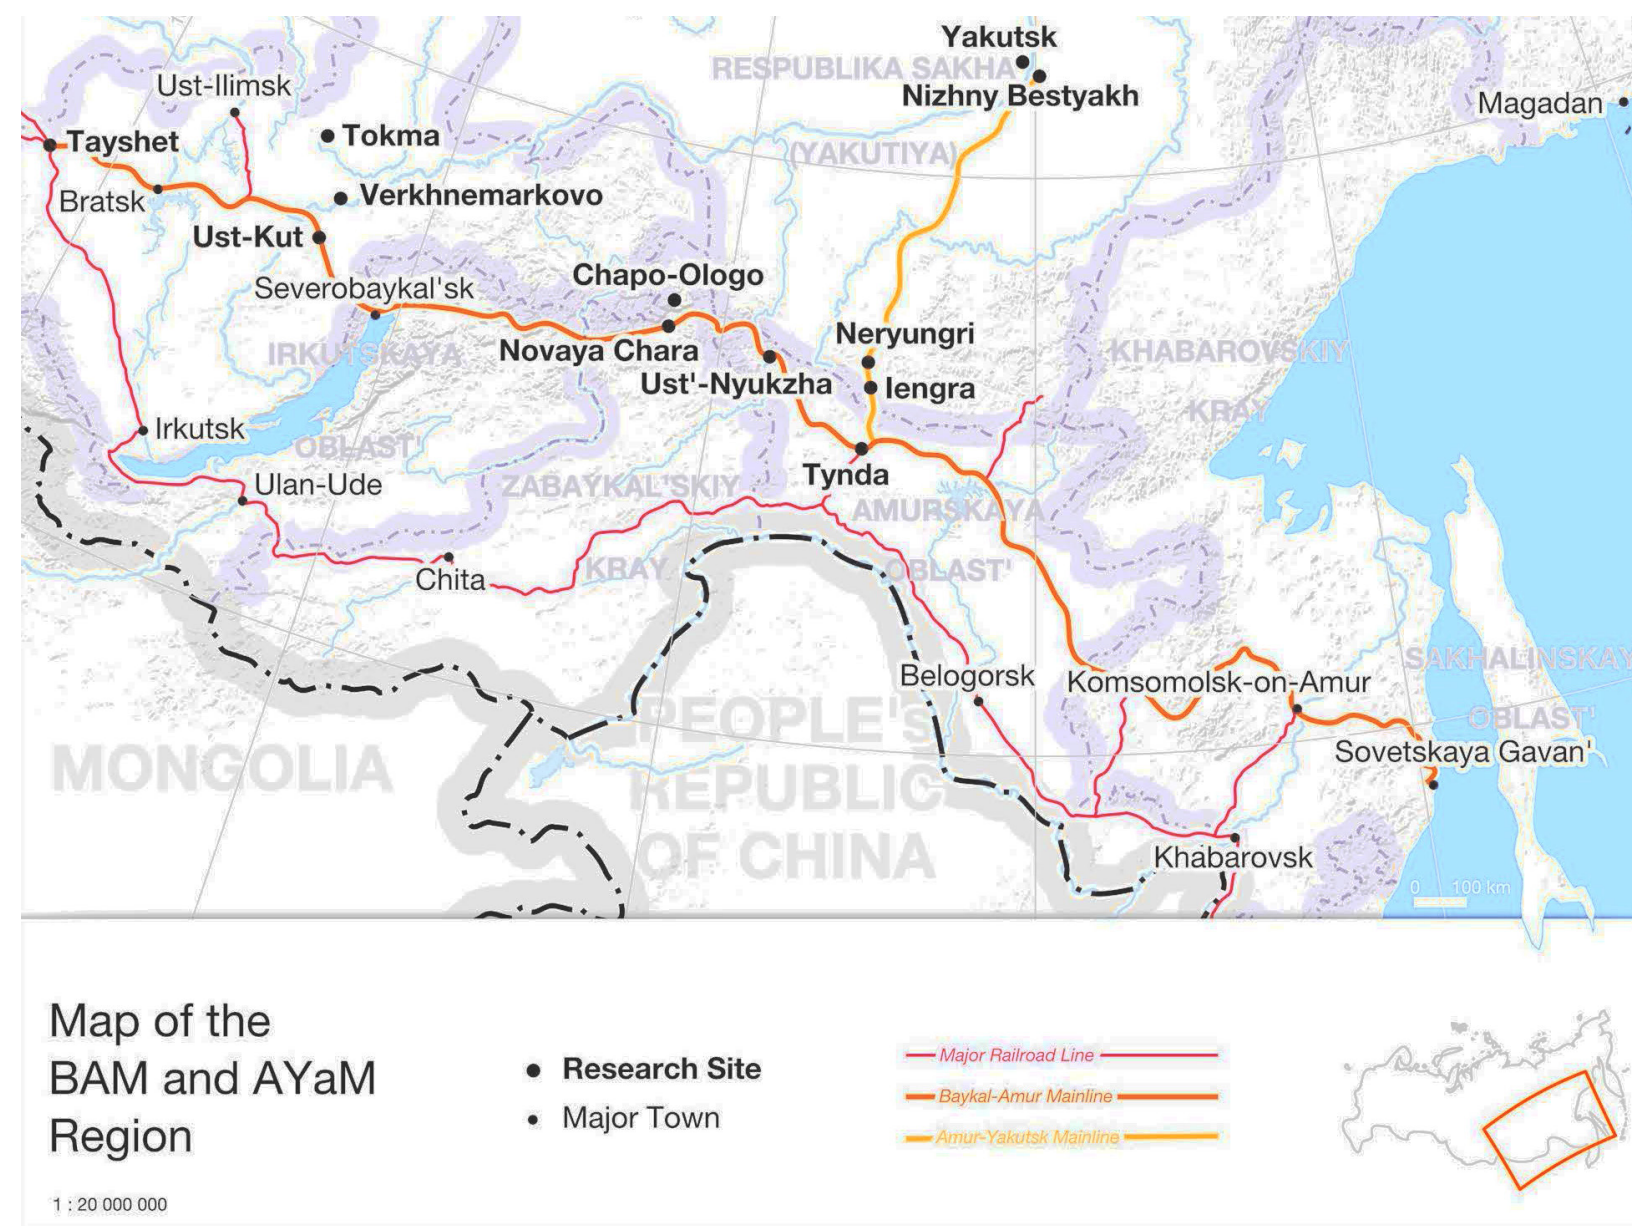 Yakutsk
RESPUBLIKA SAKHA
Ust-Ilimsk
Nizhny Bestyakh
Magadan
Tayshet
Tokma
(YAKUTIYA)
Bratsk
Verkhnemarkovo
Ust-Kut
Chapo-Ologo
Severobaykal'sk
Neryungri
IRKUTSKAYA
Novaya Chara
KHABAROVSKIY
Ust'-Nyukzha
Iengra
KRAY
Irkutsk
OBLAST'
Tynda
Ulan-Ude
ZABAYKAL'SKIY
AMURSKAYA
Chita
KRAY
OBLAST'
SAKHALINSKAY
Belogorsk
Komsomolsk-on-Amur
OBLAST'
PEOPLE's
Sovetskaya Gavan'
MONGOLIA
REPUBLIC
OF CHINA
Khabarovsk
0 100 km
Map of the
BAM and AYaM
Region
1 : 20 000 000
Research Site
Major Town
Major Railroad Line
Baykal-Amur Mainline
Amur-Yakutsk Mainline